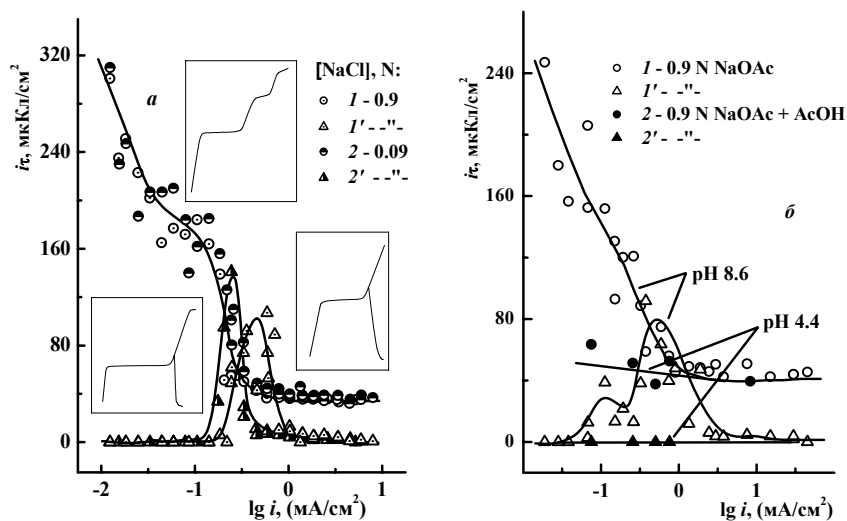 320
240
160
80
0
iτ, мкКл/см²
а
[NaCl], N:
1 - 0.9
1′ - -"-
2 - 0.09
2′ - -"-
-2
-1
0
1
lg i, (мА/см²)
240
160
80
0
iτ, мкКл/см²
1 - 0.9 N NaOAc
1′ - -"-
2 - 0.9 N NaOAc + AcOH
2′ - -"-
б
pH 8.6
pH 4.4
-1
0
1
2
lg i, (мА/см²)